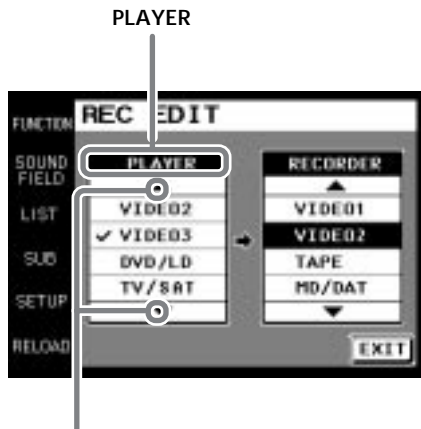 PLAYER
REC EDIT
FUNCTION
SOUND
FIELD
LIST
SUB
SETUP
RELOAD
PLAYER
VIDEO2
✓ VIDEO3
DVD/LD
TV/SAT
RECORDER
VIDEO1
VIDEO2
TAPE
MD/DAT
EXIT